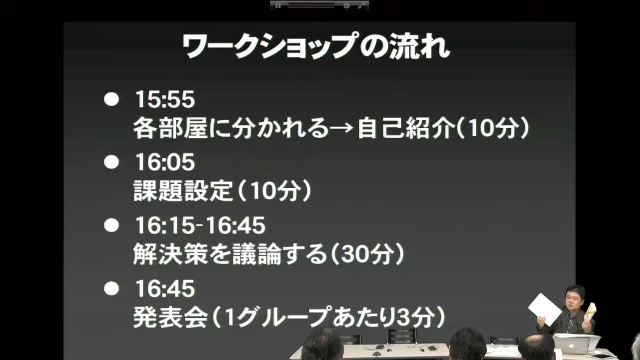 ワークショップの流れ
● 15:55
各部屋に分かれる→自己紹介(10分)
● 16:05
課題設定(10分)
● 16:15-16:45
解決策を議論する(30分)
● 16:45
発表会(1グループあたり3分)